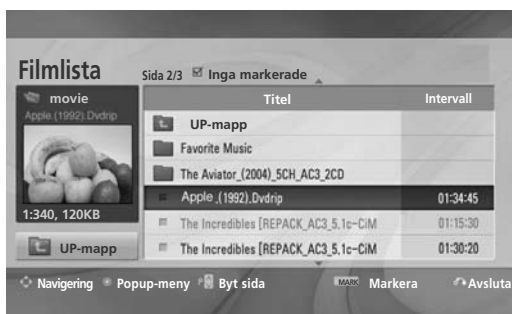 Filmlista
Sida 2/3 Inga markerade
movie
Apple.(1992).Dvdrip
1:340, 120KB
UP-mapp
Titel Intervall
UP-mapp
Favorite Music
The Aviator_(2004)_5CH_AC3_2CD
Apple_(1992).Dvdrip 01:34:45
The Incredibles [REPACK_AC3_5.1c-CiM 01:15:30
The Incredibles [REPACK_AC3_5.1c-CiM 01:30:20
Navigering Popup-meny P Byt sida MARK Markera Avsluta